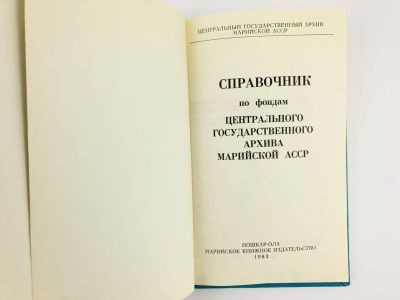 ЦЕНТРАЛЬНЫЙ ГОСУДАРСТВЕННЫЙ АРХИВ
МАРИЙСКОЙ АССР
СПРАВОЧНИК
по фондам
ЦЕНТРАЛЬНОГО
ГОСУДАРСТВЕННОГО
АРХИВА
МАРИЙСКОЙ АССР
ЙОШКАР-ОЛА
МАРИЙСКОЕ КНИЖНОЕ ИЗДАТЕЛЬСТВО
1983